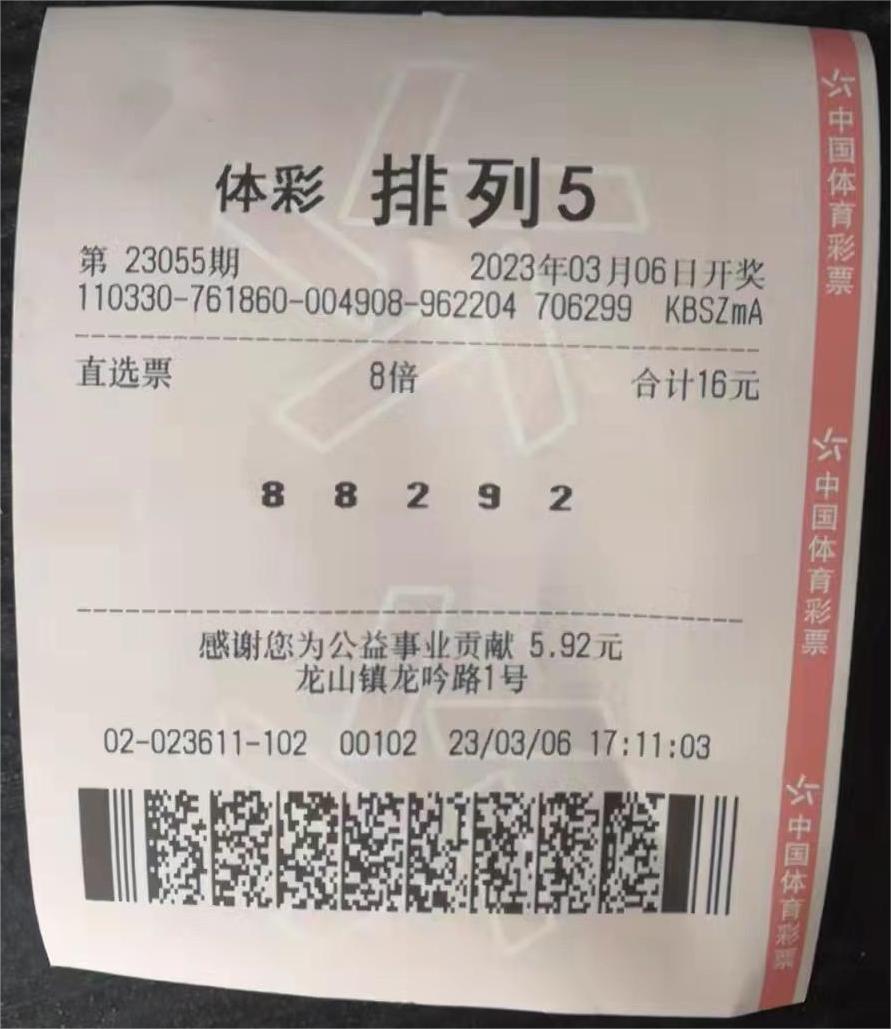 体彩 排列5
第 23055期 2023年03月06日开奖
110330-761860-004908-962204 706299 KBSZmA
直选票 8倍 合计16元
8 8 2 9 2
感谢您为公益事业贡献 5.92元
龙山镇龙吟路1号
02-023611-102 00102 23/03/06 17:11:03
中国体育彩票
中国体育彩票
中国体育彩票